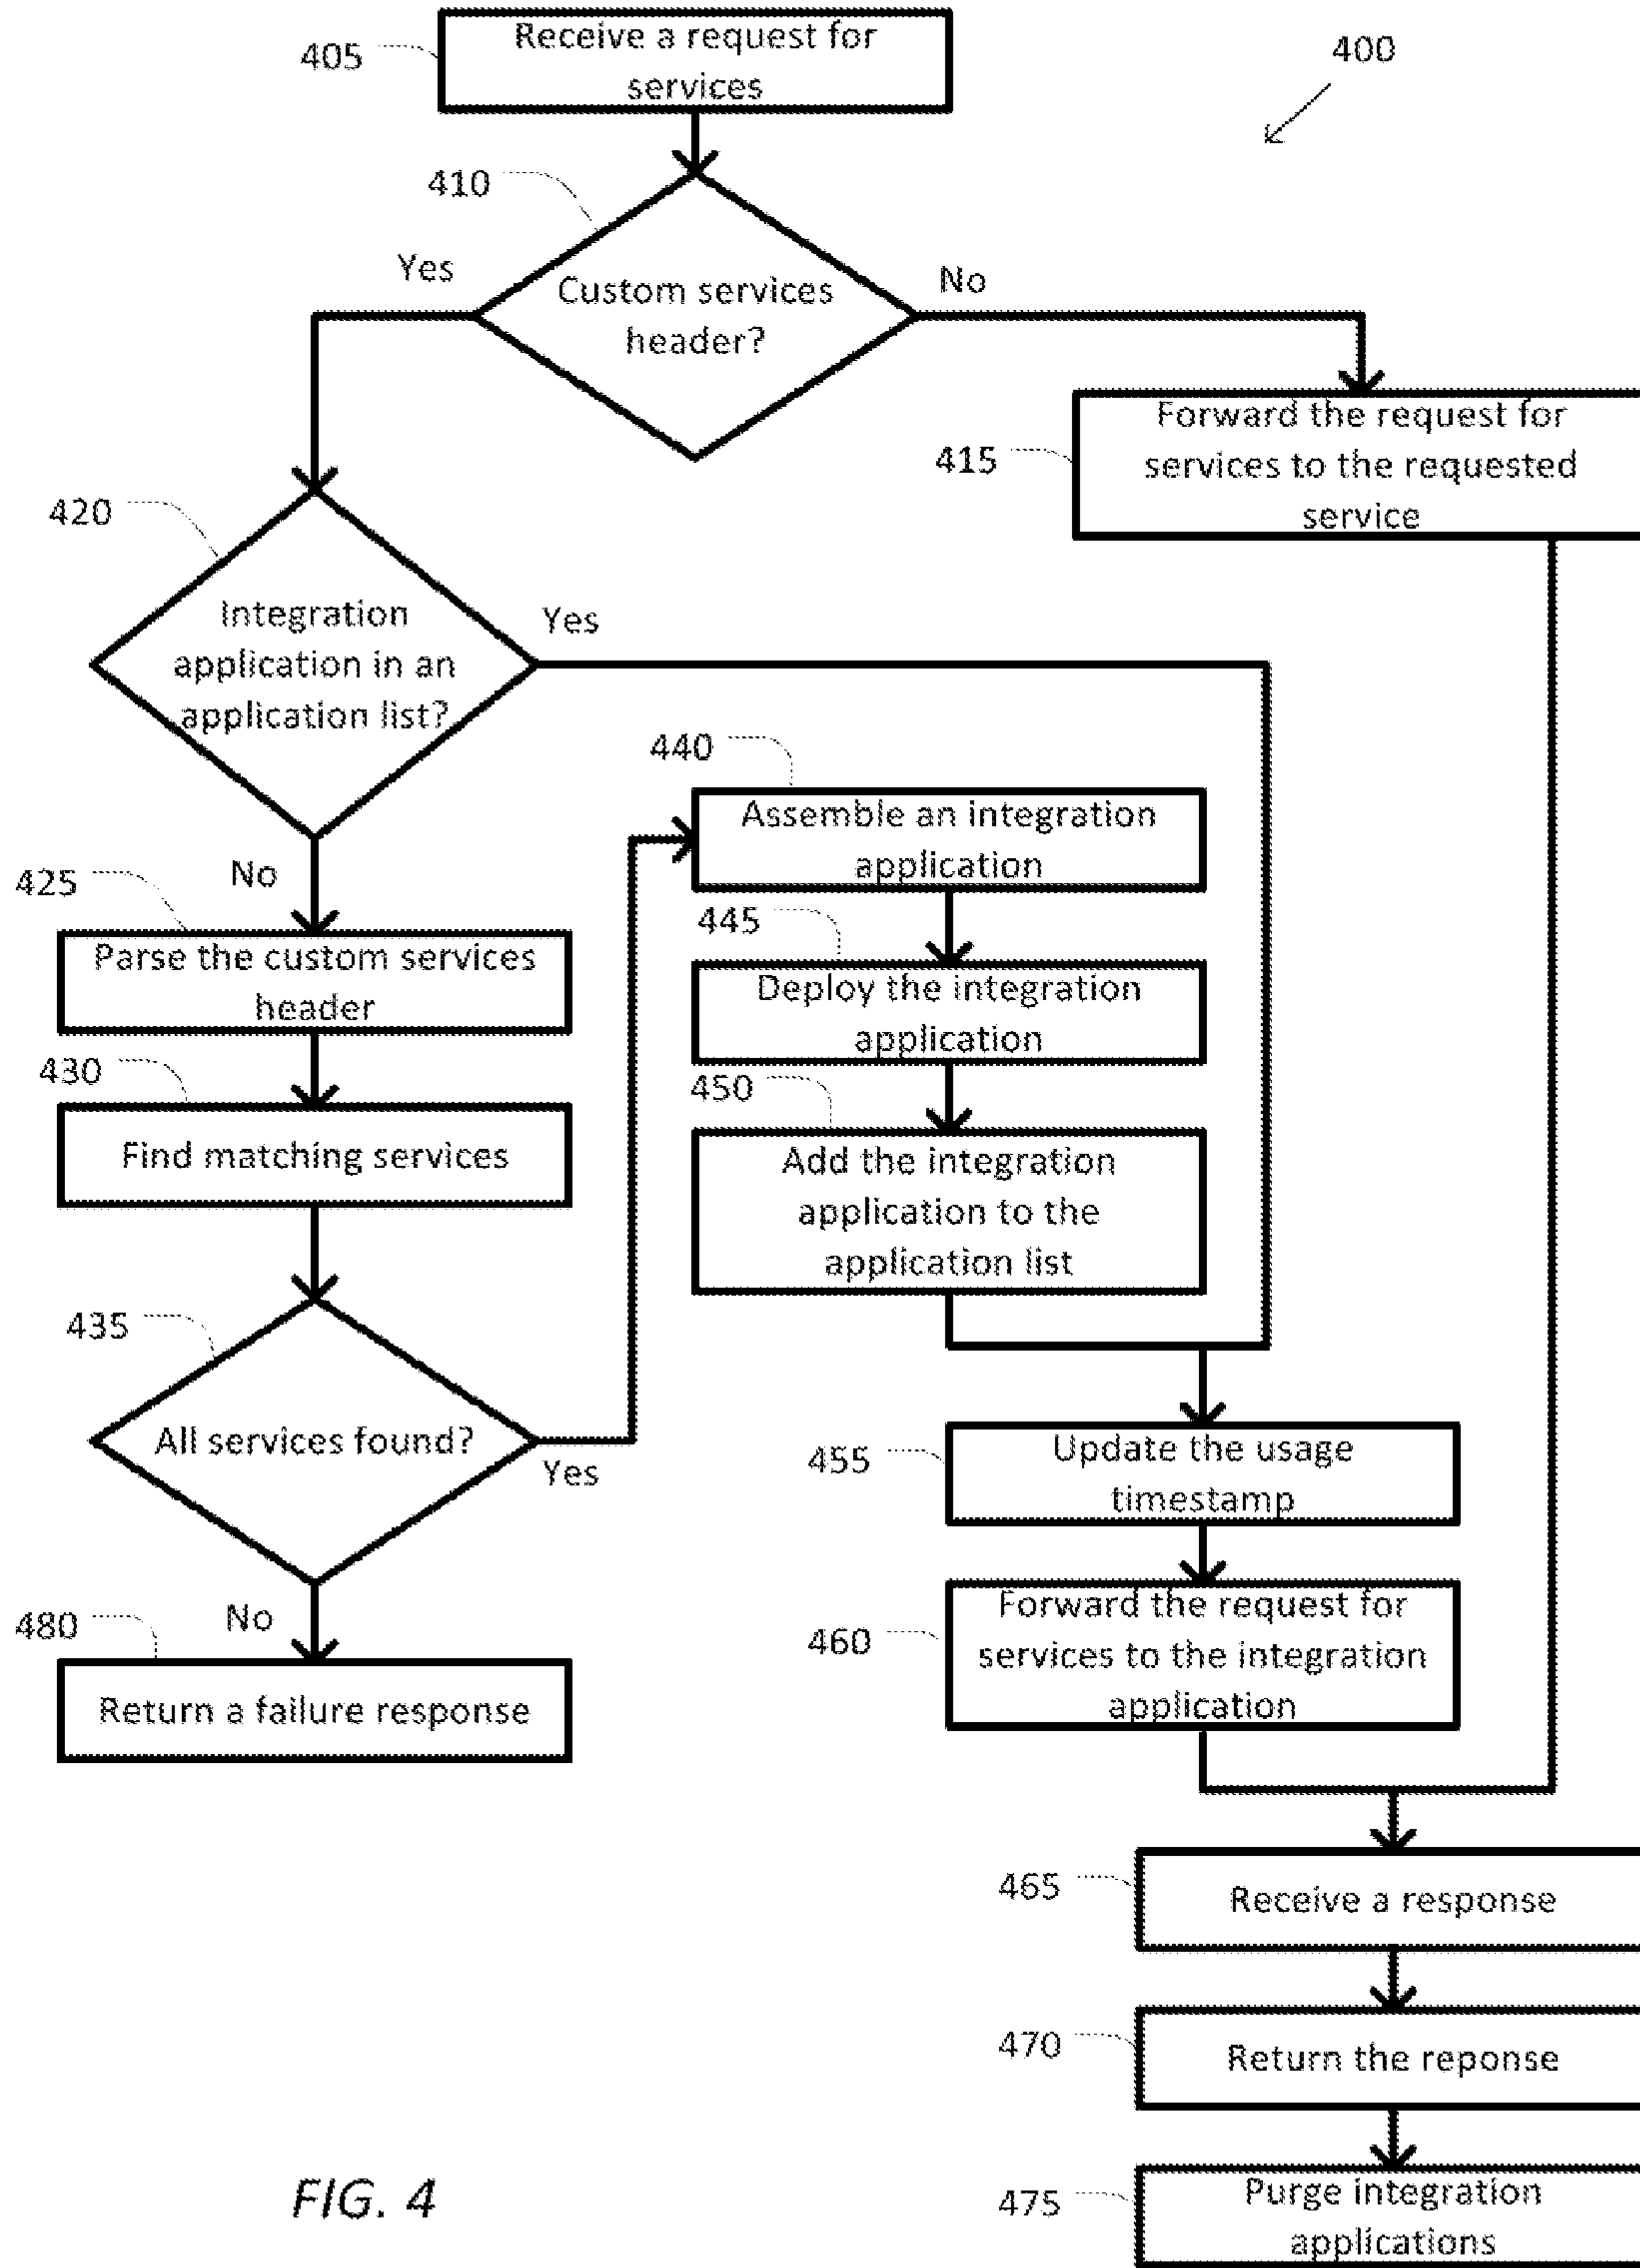 405
Receive a request for
services
400
410
Yes
Custom services
header?
No
415
Forward the request for
services to the requested
service
420
Integration
application in an
application list?
Yes
No
425
Parse the custom services
header
430
Find matching services
435
All services found?
Yes
No
480
Return a failure response
440
Assemble an integration
application
445
Deploy the integration
application
450
Add the integration
application to the
application list
455
Update the usage
timestamp
460
Forward the request for
services to the integration
application
465
Receive a response
470
Return the reponse
475
Purge integration
applications
FIG. 4